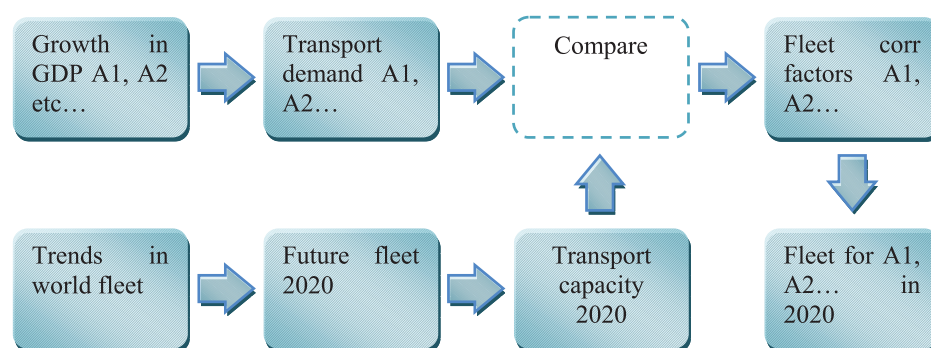 Growth in
GDP A1, A2
etc…
Transport
demand A1,
A2…
Compare
Fleet corr
factors A1,
A2…
Trends in
world fleet
Future fleet
2020
Transport
capacity
2020
Fleet for A1,
A2… in
2020